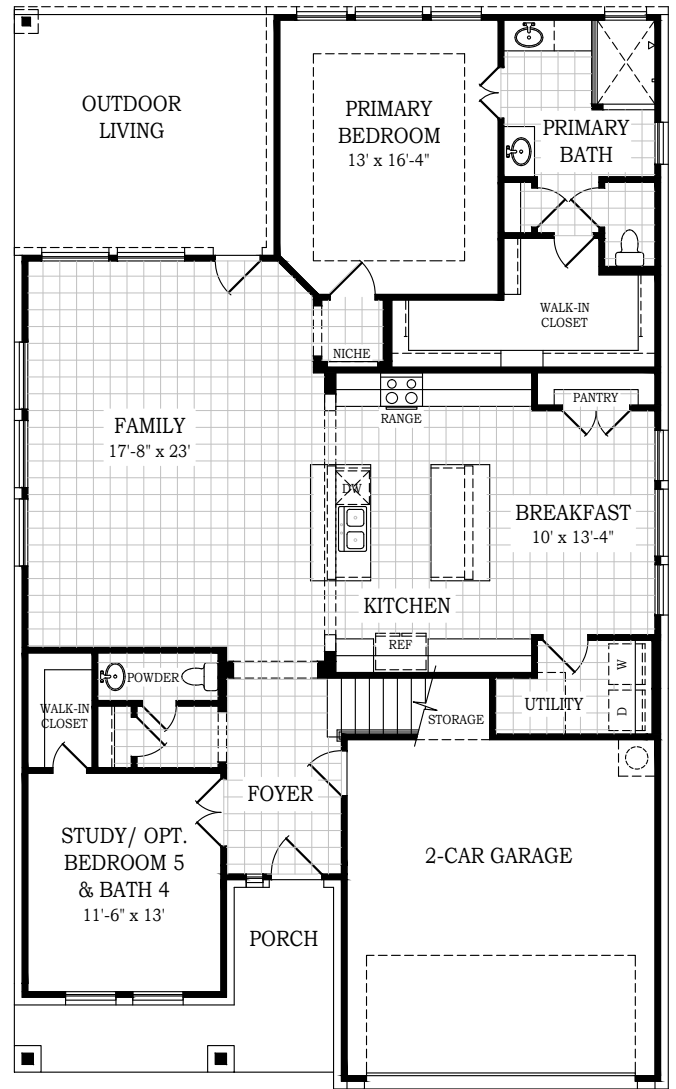 OUTDOOR
LIVING
PRIMARY
BEDROOM
13' x 16'-4"
PRIMARY
BATH
WALK-IN
CLOSET
NICHE
PANTRY
RANGE
FAMILY
17'-8" x 23'
DW
BREAKFAST
10' x 13'-4"
KITCHEN
REF
POWDER
WALK-IN
CLOSET
STORAGE
UTILITY
W
D
FOYER
STUDY/ OPT.
BEDROOM 5
& BATH 4
11'-6" x 13'
2-CAR GARAGE
PORCH